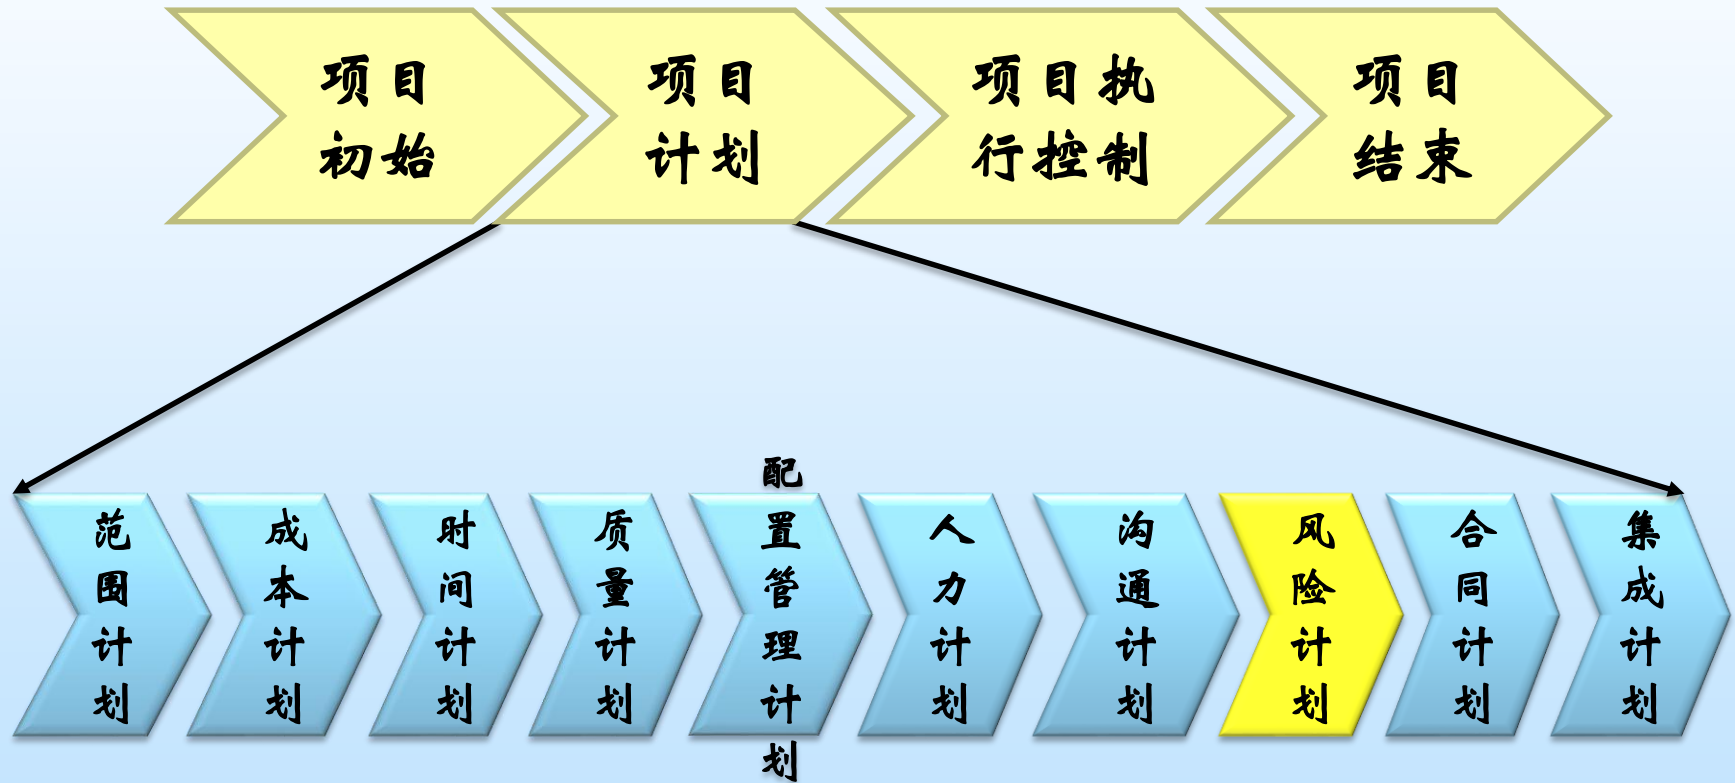 项目
初始
项目
计划
项目执
行控制
项目
结束
范围计划
成本计划
时间计划
质量计划
配置管理计划
人力计划
沟通计划
风险计划
合同计划
集成计划